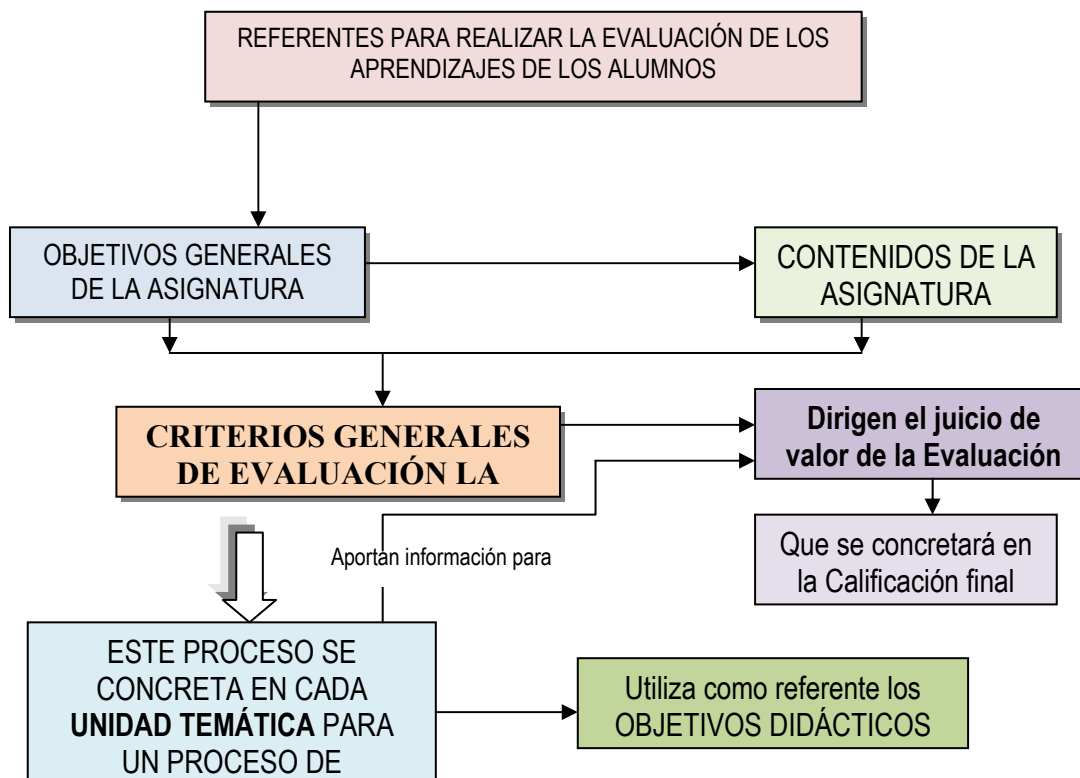 REFERENTES PARA REALIZAR LA EVALUACIÓN DE LOS
APRENDIZAJES DE LOS ALUMNOS
OBJETIVOS GENERALES
DE LA ASIGNATURA
CONTENIDOS DE LA
ASIGNATURA
CRITERIOS GENERALES
DE EVALUACIÓN LA
Dirigen el juicio de
valor de la Evaluación
Aportan información para
Que se concretará en
la Calificación final
ESTE PROCESO SE
CONCRETA EN CADA
UNIDAD TEMÁTICA PARA
UN PROCESO DE
Utiliza como referente los
OBJETIVOS DIDÁCTICOS